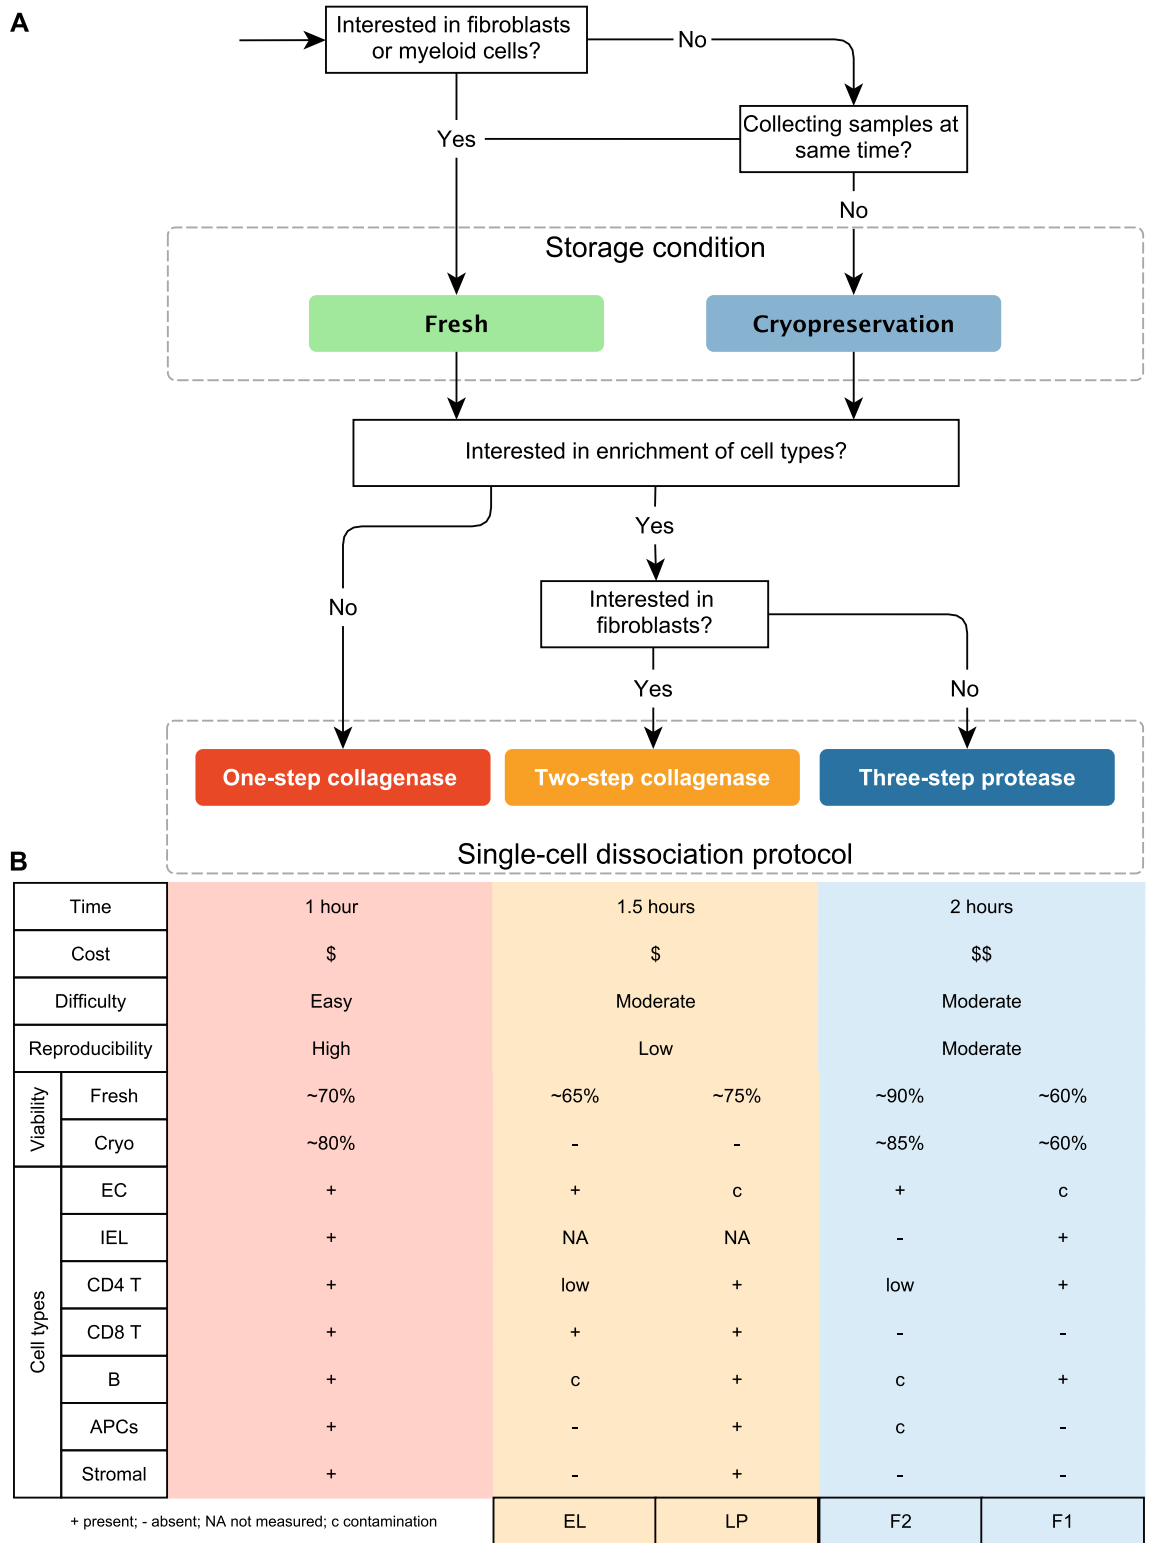 A
Interested in fibroblasts
or myeloid cells?
No
Collecting samples at
same time?
Yes
No
Storage condition
Fresh
Cryopreservation
Interested in enrichment of cell types?
Yes
No
Interested in
fibroblasts?
Yes
No
One-step collagenase
Two-step collagenase
Three-step protease
Single-cell dissociation protocol
B
Time 1 hour 1.5 hours 2 hours
Cost $ $ $$
Difficulty Easy Moderate Moderate
Reproducibility High Low Moderate
Viability
Fresh ~70% ~65% ~75% ~90% ~60%
Cryo ~80% - - ~85% ~60%
Cell types
EC + + c + c
IEL + NA NA - +
CD4 T + low + low +
CD8 T + + + - -
B + c + c +
APCs + - + c -
Stromal + - + - -
+ present; - absent; NA not measured; c contamination
EL LP F2 F1